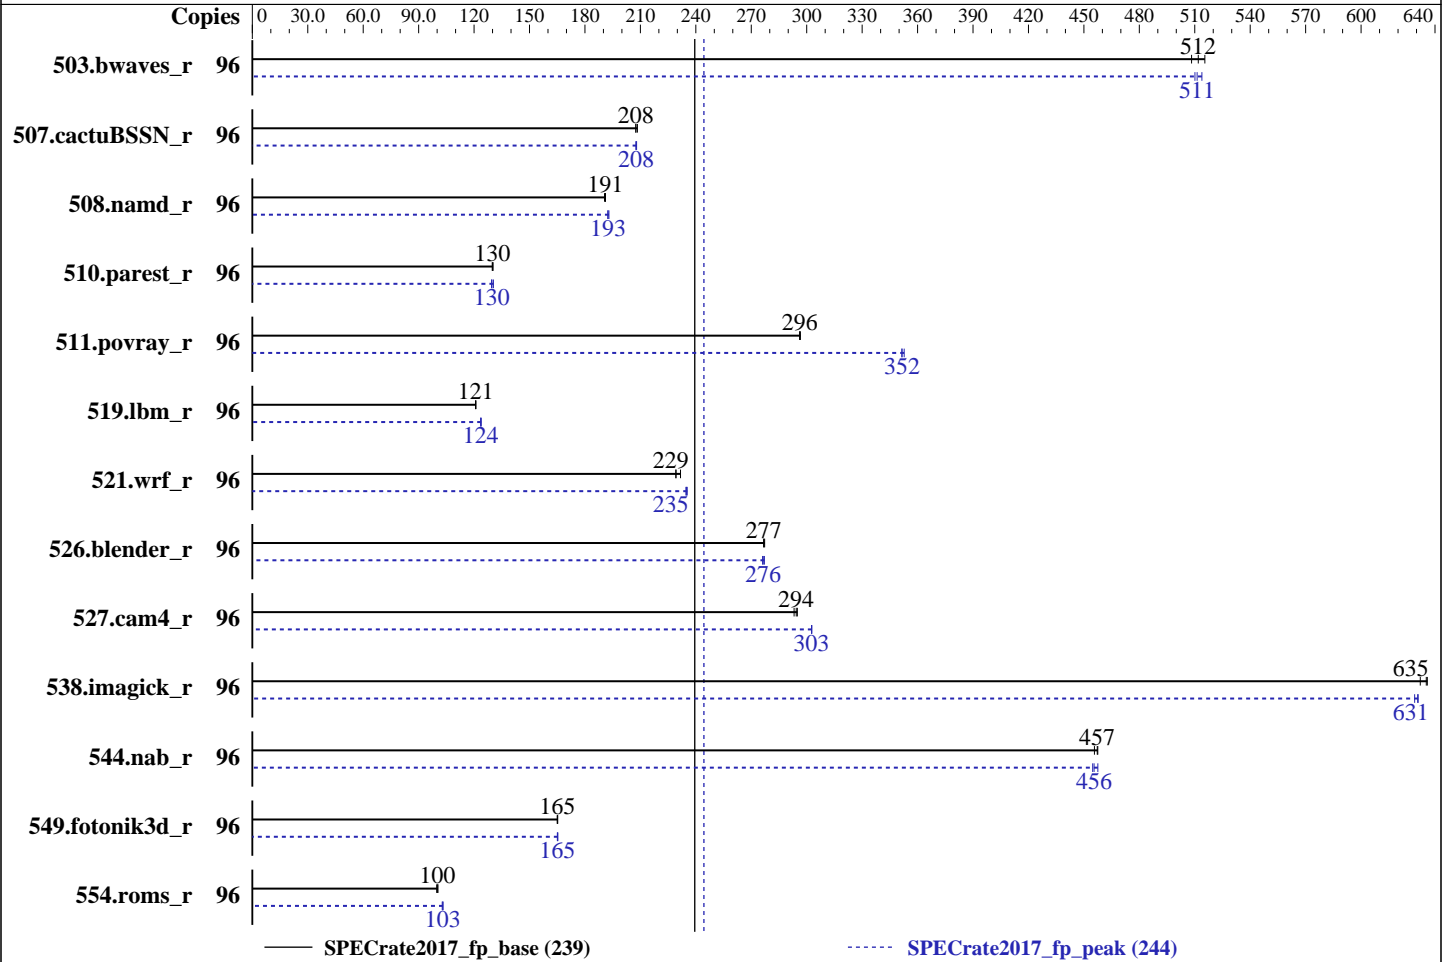 Copies 0 30.0 60.0 90.0 120 150 180 210 240 270 300 330 360 390 420 450 480 510 540 570 600 640
503.bwaves_r 96 512
511
507.cactuBSSN_r 96 208
208
508.namd_r 96 191
193
510.parest_r 96 130
130
511.povray_r 96 296
352
519.lbm_r 96 121
124
521.wrf_r 96 229
235
526.blender_r 96 277
276
527.cam4_r 96 294
303
538.imagick_r 96 635
631
544.nab_r 96 457
456
549.fotonik3d_r 96 165
165
554.roms_r 96 100
103
SPECrate2017_fp_base (239) SPECrate2017_fp_peak (244)